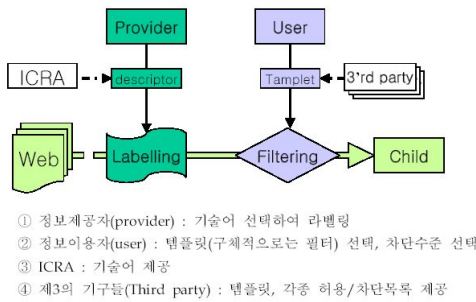 Provider
User
ICRA
descriptor
Tamplet
3'rd party
Web
Labelling
Filtering
Child
① 정보제공자(provider) : 기술어 선택하여 라벨링
② 정보이용자(user) : 템플릿(구체적으로는 필터) 선택, 차단수준 선택
③ ICRA : 기술어 제공
④ 제3의 기구들(Third party) : 템플릿, 각종 허용/차단목록 제공